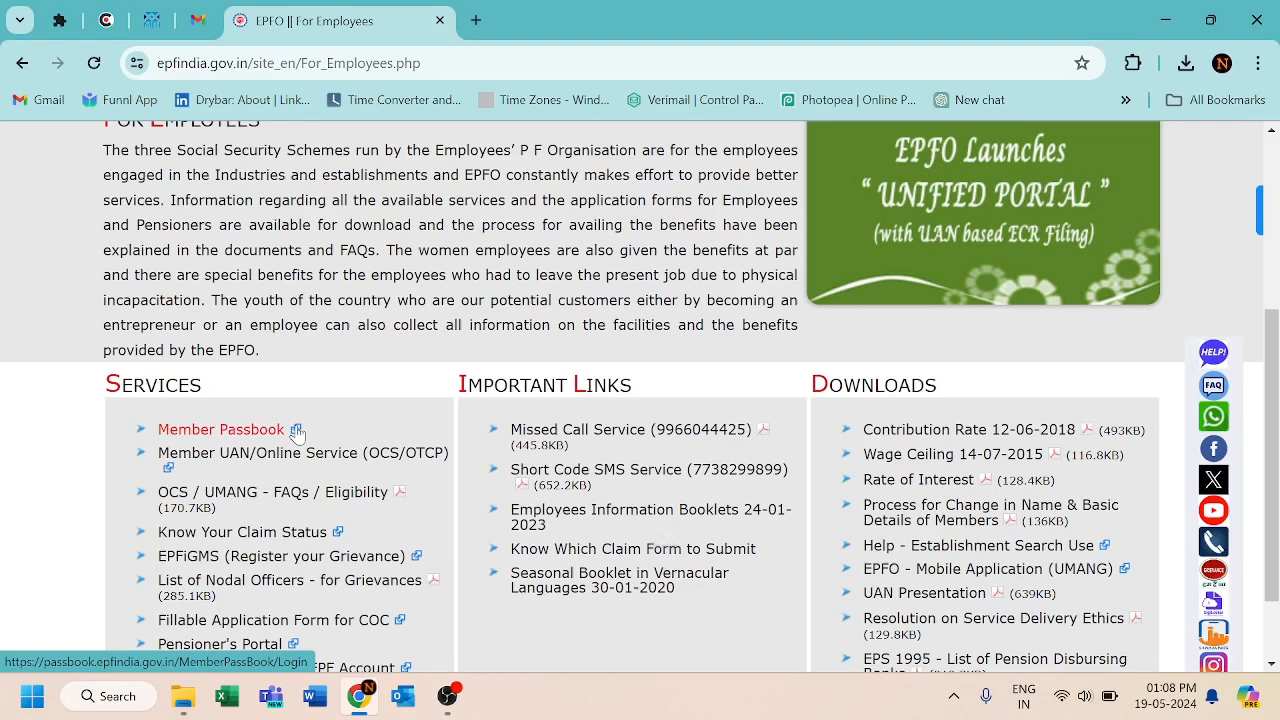 EPFO || For_Employees
epfindia.gov.in/site_en/For_Employees.php
Gmail
Funnl App
Drybar: About | Link...
Time Converter and...
Time Zones - Wind...
Verimail | Control Pa...
Photopea | Online P...
New chat
All Bookmarks
FOR EMPLOYEES
The three Social Security Schemes run by the Employees’ P F Organisation are for the employees
engaged in the Industries and establishments and EPFO constantly makes effort to provide better
services. Information regarding all the available services and the application forms for Employees
and Pensioners are available for download and the process for availing the benefits have been
explained in the documents and FAQs. The women employees are also given the benefits at par
and there are special benefits for the employees who had to leave the present job due to physical
incapacitation. The youth of the country who are our potential customers either by becoming an
entrepreneur or an employee can also collect all information on the facilities and the benefits
provided by the EPFO.
EPFO Launches
“ UNIFIED PORTAL ”
(with UAN based ECR Filing)
SERVICES
Member Passbook
Member UAN/Online Service (OCS/OTCP)
OCS / UMANG - FAQs / Eligibility
(170.7KB)
Know Your Claim Status
EPFiGMS (Register your Grievance)
List of Nodal Officers - for Grievances
(285.1KB)
Fillable Application Form for COC
Pensioner's Portal
EPF Account
IMPORTANT LINKS
Missed Call Service (9966044425)
(445.8KB)
Short Code SMS Service (7738299899)
(652.2KB)
Employees Information Booklets 24-01-
2023
Know Which Claim Form to Submit
Seasonal Booklet in Vernacular
Languages 30-01-2020
DOWNLOADS
Contribution Rate 12-06-2018 (493KB)
Wage Ceiling 14-07-2015 (116.8KB)
Rate of Interest (128.4KB)
Process for Change in Name & Basic
Details of Members (136KB)
Help - Establishment Search Use
EPFO - Mobile Application (UMANG)
UAN Presentation (639KB)
Resolution on Service Delivery Ethics
(129.8KB)
EPS 1995 - List of Pension Disbursing
HELP!
FAQ
https://passbook.epfindia.gov.in/MemberPassBook/Login
Search
ENG
IN
01:08 PM
19-05-2024
PRE